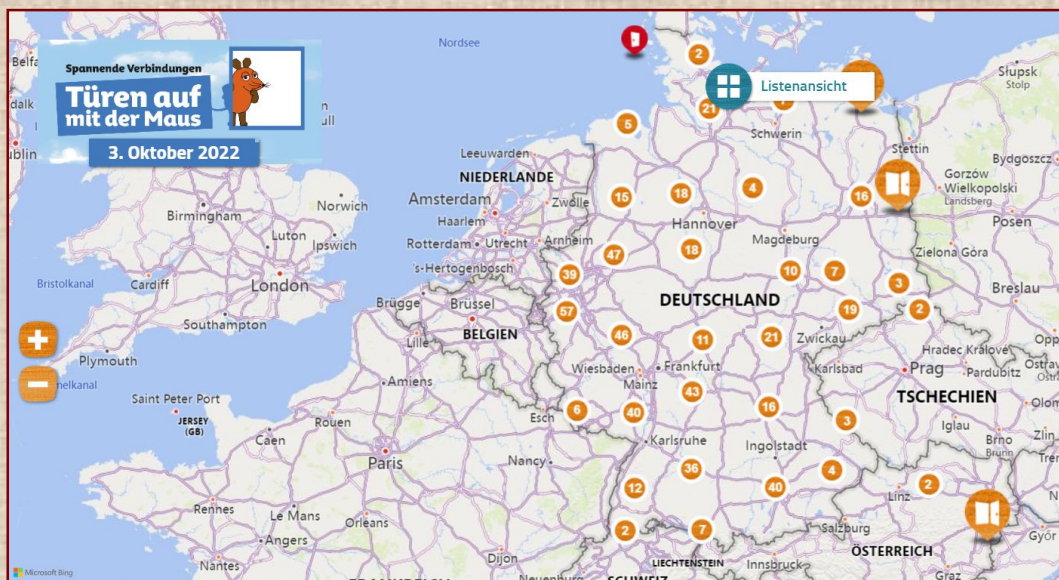 Nordsee
Spannende Verbindungen
Türen auf
mit der Maus
3. Oktober 2022
2
Listenansicht
21
Słupsk
Stolp
5
Schwerin
Stettin
Bydgoszcz
Leeuwarden
NIEDERLANDE
Amsterdam
Zwolle
Haarlem
15
18
4
16
Gorzów
Wielkopolski
Landsberg
Norwich
Birmingham
Hannover
Posen
Luton
Ipswich
Rotterdam
Utrecht
Arnheim
Magdeburg
47
18
Zielona Góra
's-Hertogenbosch
39
10
7
3
Bristolkanal
Cardiff
London
Brügge
Brüssel
DEUTSCHLAND
Breslau
57
19
2
Southampton
BELGIEN
Lille
46
11
21
Zwickau
Hradec Králové
Plymouth
Wiesbaden
Frankfurt
Karlsbad
Prag
Pardubitz
Mainz
Amiens
43
TSCHECHIEN
Saint Peter Port
JERSEY
(GB)
Rouen
Esch
6
40
16
3
Iglau
Caen
Karlsruhe
Ingolstadt
Brno
Brünn
Zlín
Paris
Nancy
36
4
12
40
2
Linz
Rennes
Le Mans
Orléans
Angers
2
7
Salzburg
Győr
Dijon
LIECHTENSTEIN
Innsbruck
ÖSTERREICH
Nantes
Graz
Microsoft Bing